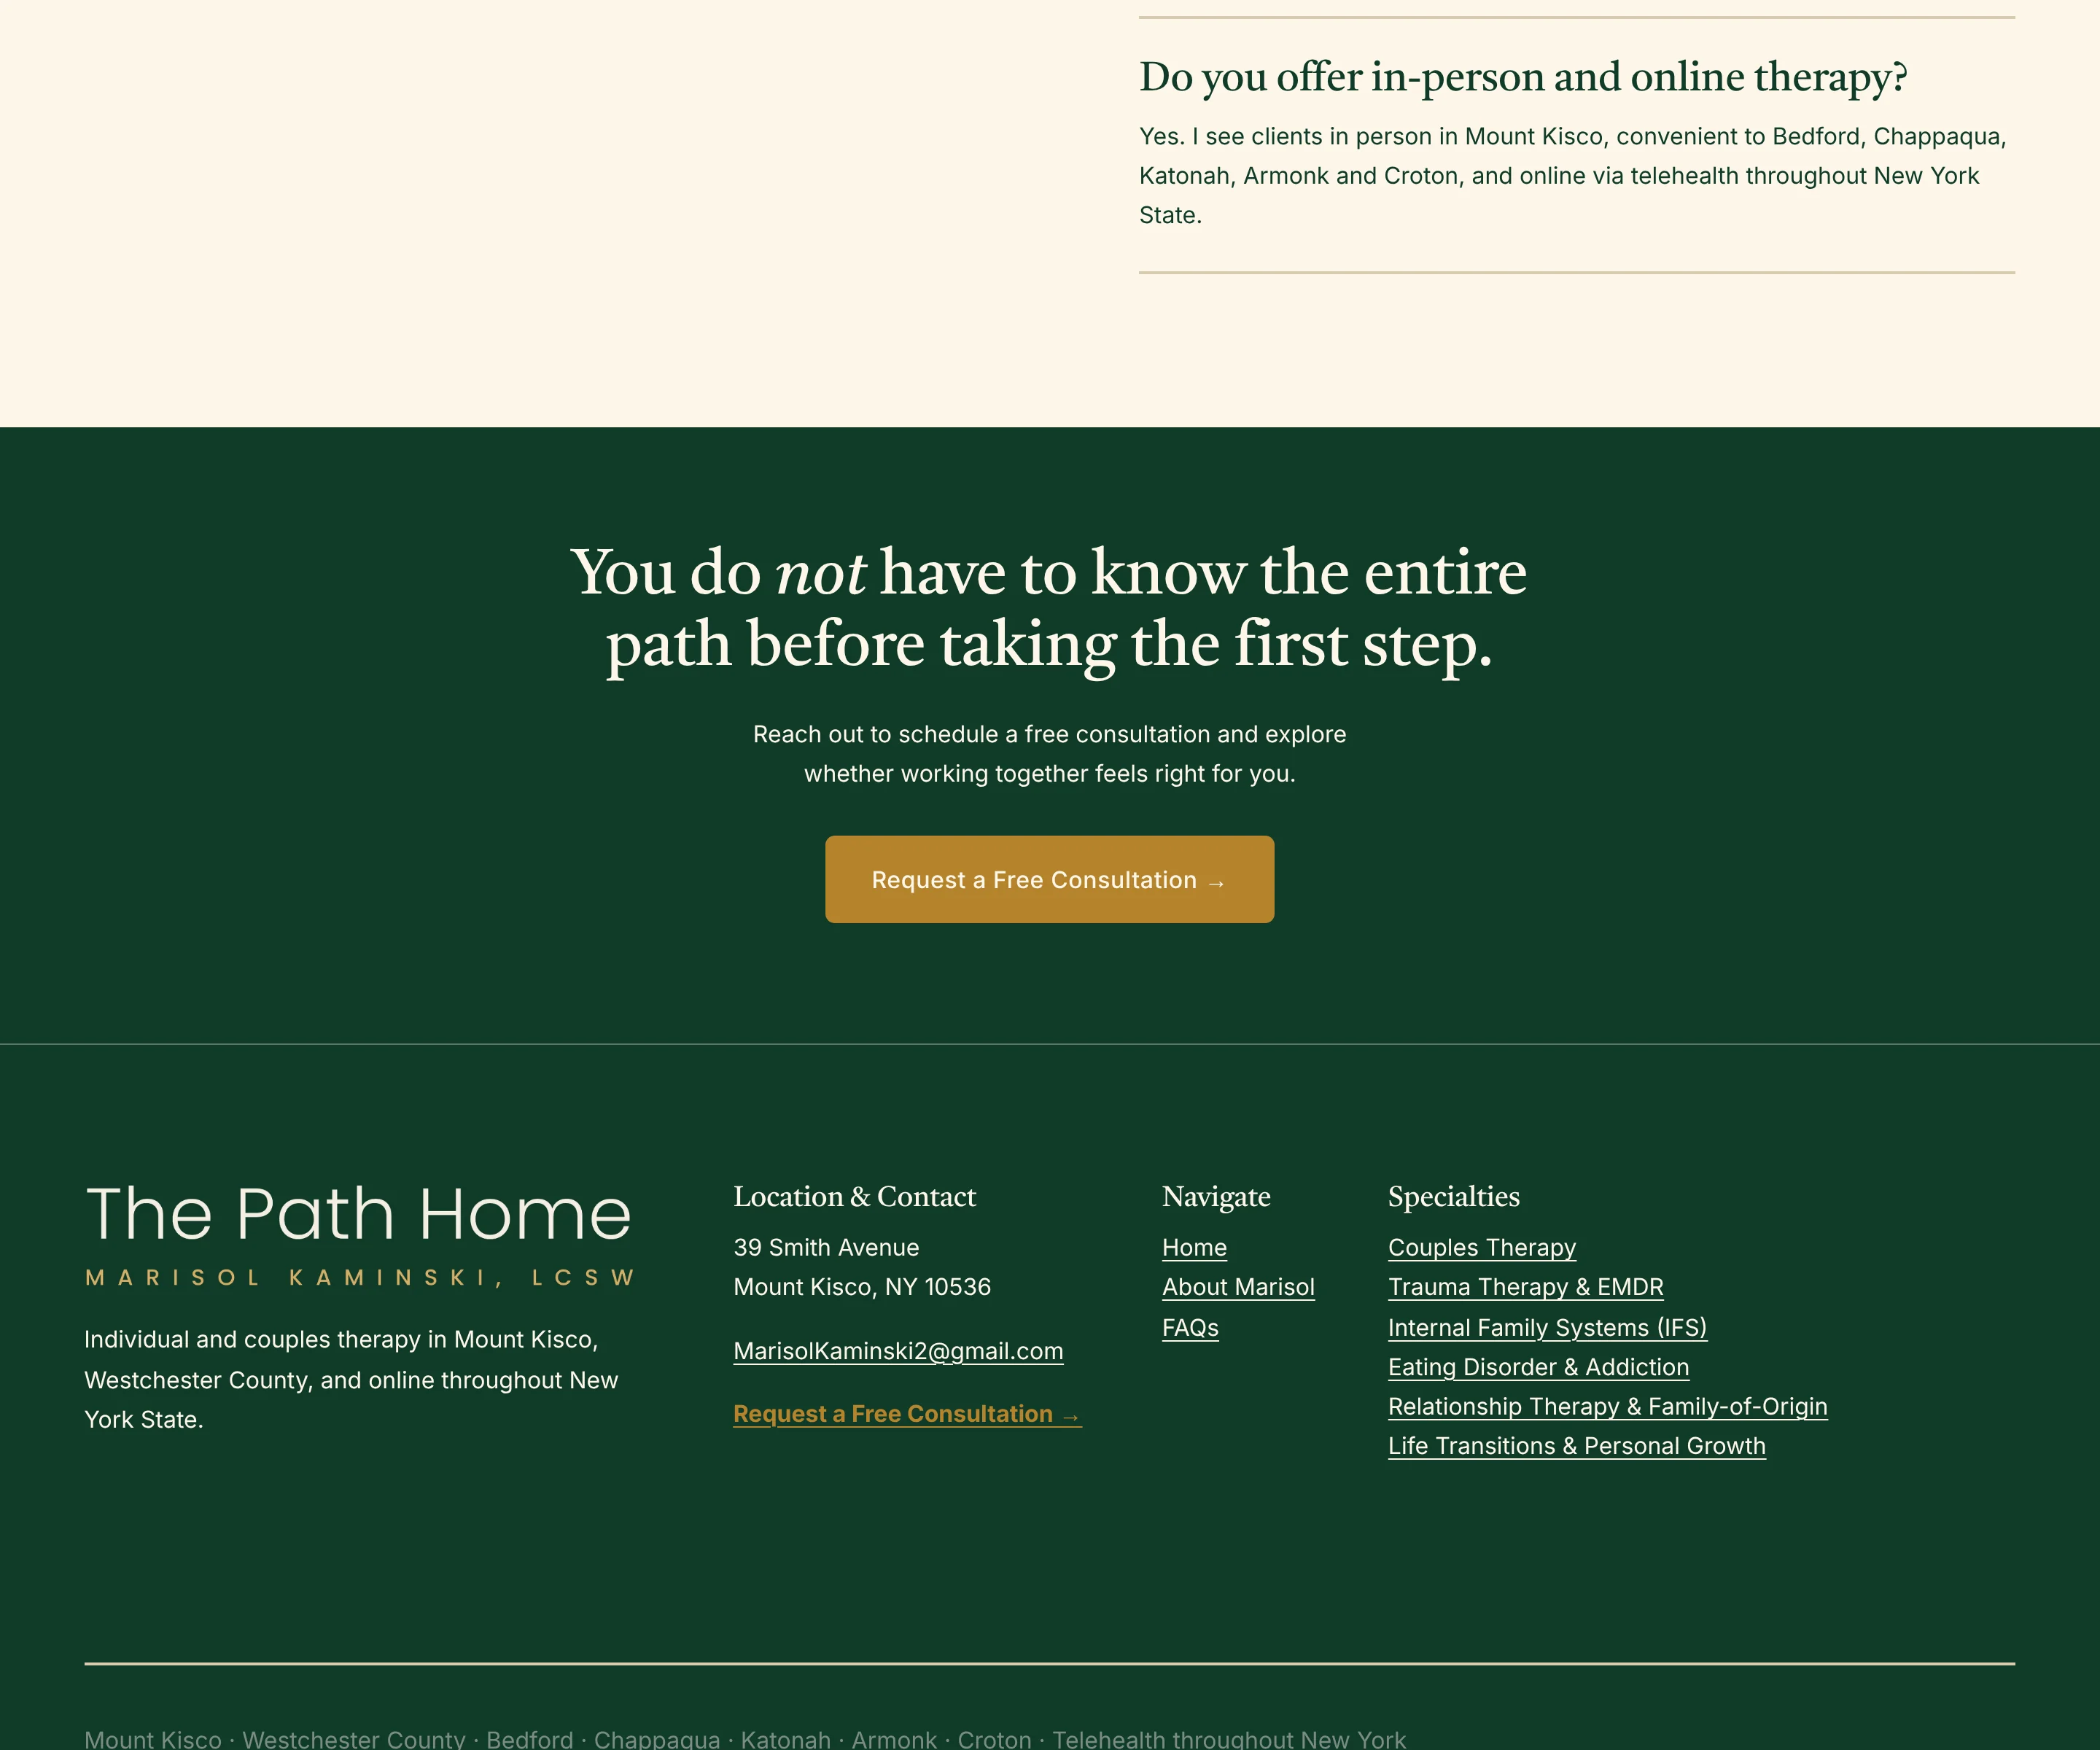 Do you offer in-person and online therapy?
Yes. I see clients in person in Mount Kisco, convenient to Bedford, Chappaqua,
Katonah, Armonk and Croton, and online via telehealth throughout New York
State.
You do not have to know the entire
path before taking the first step.
Reach out to schedule a free consultation and explore
whether working together feels right for you.
Request a Free Consultation →
The Path Home
MARISOL KAMINSKI, LCSW
Individual and couples therapy in Mount Kisco,
Westchester County, and online throughout New
York State.
Location & Contact
39 Smith Avenue
Mount Kisco, NY 10536
MarisolKaminski2@gmail.com
Request a Free Consultation →
Navigate
Home
About Marisol
FAQs
Specialties
Couples Therapy
Trauma Therapy & EMDR
Internal Family Systems (IFS)
Eating Disorder & Addiction
Relationship Therapy & Family-of-Origin
Life Transitions & Personal Growth
Mount Kisco · Westchester County · Bedford · Chappaqua · Katonah · Armonk · Croton · Telehealth throughout New York